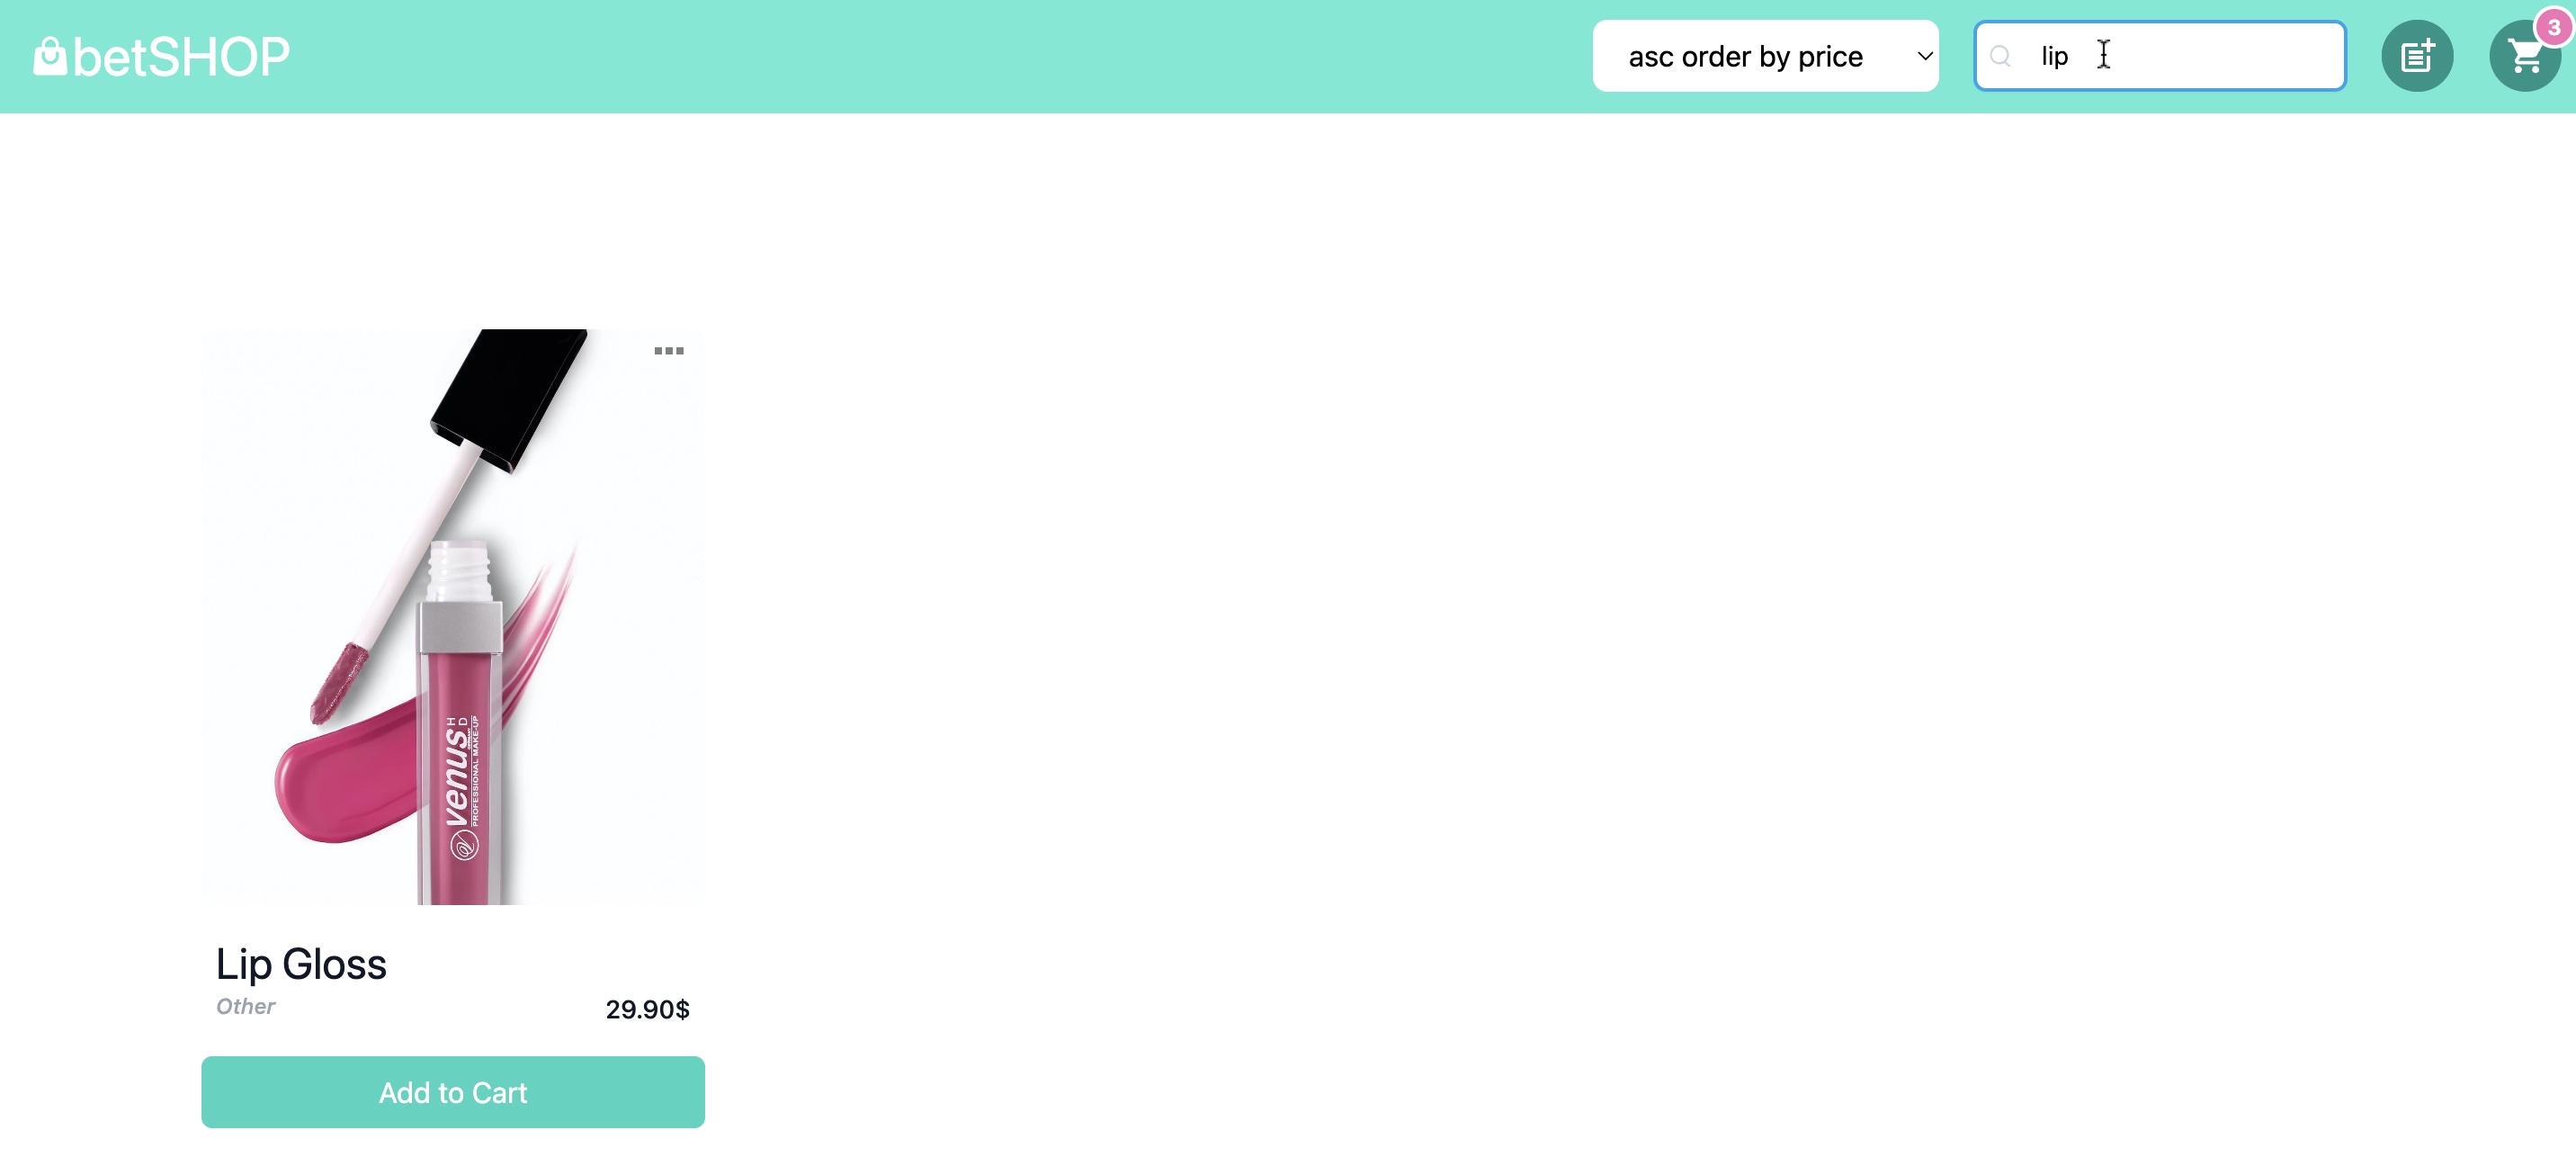 betSHOP
asc order by price
lip
3
venus
HD
PROFESSIONAL MAKE-UP
Lip Gloss
Other
29.90$
Add to Cart